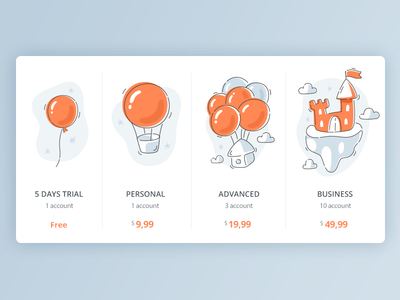 5 DAYS TRIAL
1 account
Free
PERSONAL
1 account
$ 9,99
ADVANCED
3 account
$ 19,99
BUSINESS
10 account
$ 49,99